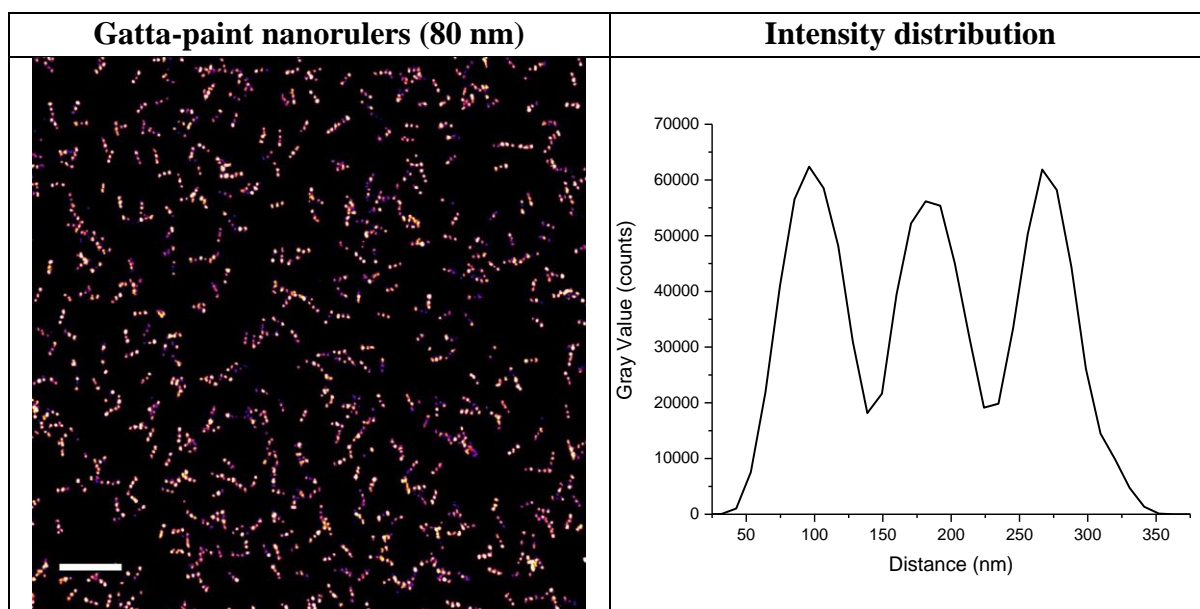 Gatta-paint nanorulers (80 nm)
Intensity distribution
70000
60000
50000
40000
30000
20000
10000
0
Gray Value (counts)
50 100 150 200 250 300 350
Distance (nm)